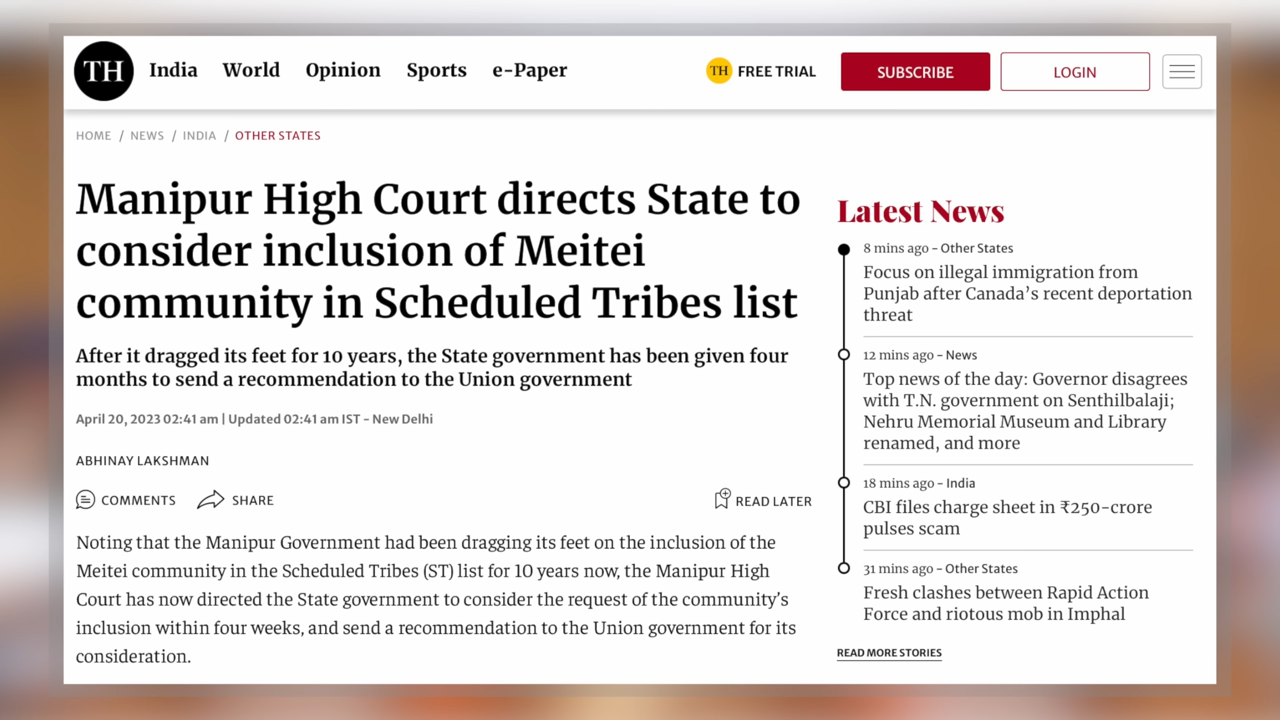 TH India World Opinion Sports e-Paper TH FREE TRIAL SUBSCRIBE LOGIN
HOME / NEWS / INDIA / OTHER STATES
Manipur High Court directs State to
consider inclusion of Meitei
community in Scheduled Tribes list
After it dragged its feet for 10 years, the State government has been given four
months to send a recommendation to the Union government
April 20, 2023 02:41 am | Updated 02:41 am IST - New Delhi
ABHINAY LAKSHMAN
COMMENTS SHARE READ LATER
Noting that the Manipur Government had been dragging its feet on the inclusion of the
Meitei community in the Scheduled Tribes (ST) list for 10 years now, the Manipur High
Court has now directed the State government to consider the request of the community’s
inclusion within four weeks, and send a recommendation to the Union government for its
consideration.
Latest News
8 mins ago - Other States
Focus on illegal immigration from
Punjab after Canada’s recent deportation
threat
12 mins ago - News
Top news of the day: Governor disagrees
with T.N. government on Senthilbalaji;
Nehru Memorial Museum and Library
renamed, and more
18 mins ago - India
CBI files charge sheet in ₹250-crore
pulses scam
31 mins ago - Other States
Fresh clashes between Rapid Action
Force and riotous mob in Imphal
READ MORE STORIES